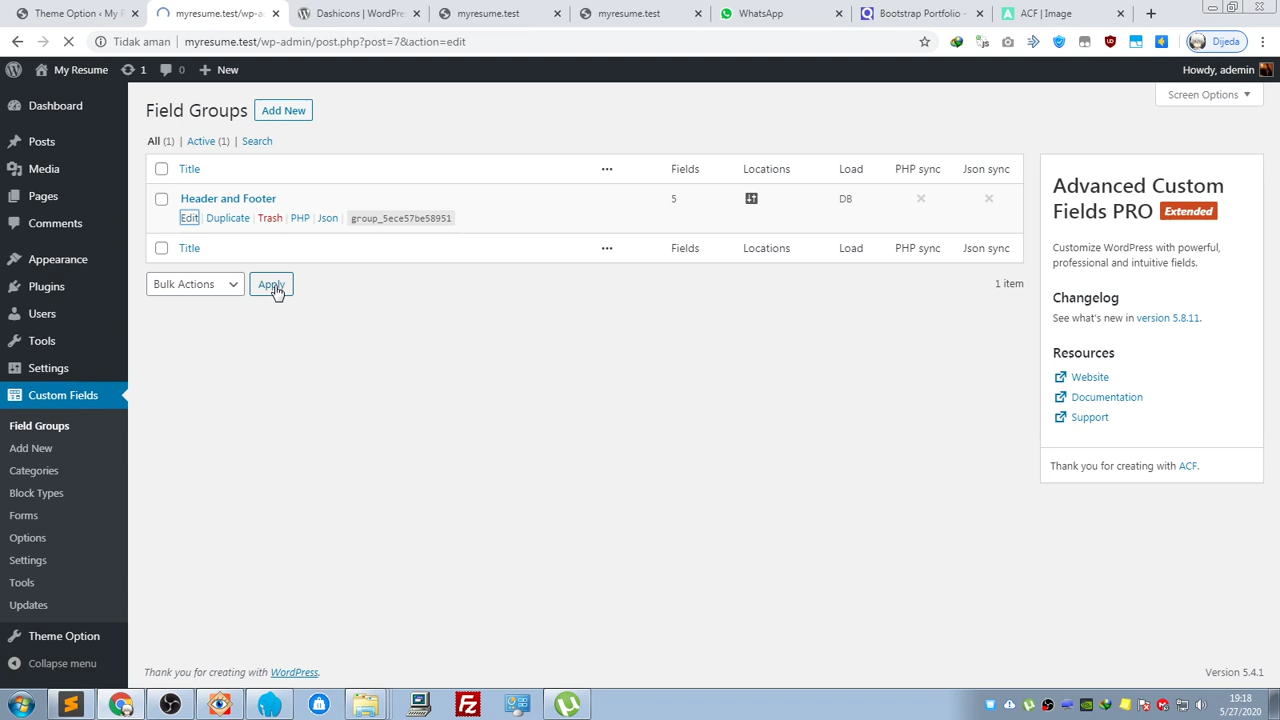 Theme Option ‹ My R
myresume.test/wp-a
Dashicons | WordPre
myresume.test
myresume.test
WhatsApp
Bootstrap Portfolio -
ACF | Image
Tidak aman
myresume.test/wp-admin/post.php?post=7&action=edit
Dijeda
My Resume
1
0
New
Howdy, ademin
Screen Options
Dashboard
Posts
Media
Pages
Comments
Appearance
Plugins
Users
Tools
Settings
Custom Fields
Field Groups
Add New
Categories
Block Types
Forms
Options
Settings
Tools
Updates
Theme Option
Collapse menu
Field Groups Add New
All (1) | Active (1) | Search
Title Fields Locations Load PHP sync Json sync
Header and Footer 5 DB
Edit | Duplicate | Trash | PHP | Json | group_5ece57be58951
Title Fields Locations Load PHP sync Json sync
Bulk Actions Apply 1 item
Advanced Custom
Fields PRO Extended
Customize WordPress with powerful,
professional and intuitive fields.
Changelog
See what's new in version 5.8.11.
Resources
Website
Documentation
Support
Thank you for creating with ACF.
Thank you for creating with WordPress.
Version 5.4.1
19:18
5/27/2020